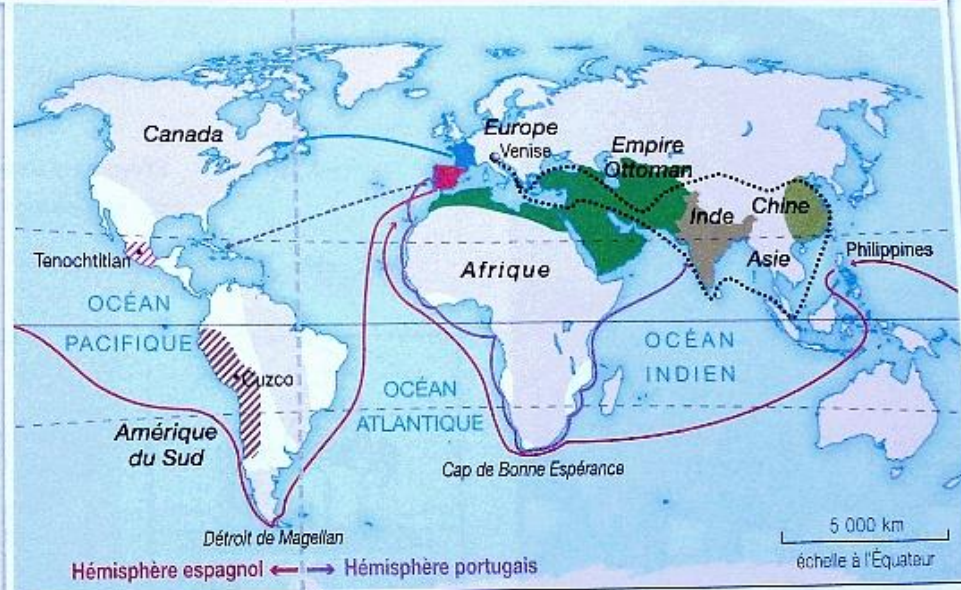 Canada
Europe
Venise
Empire
Ottoman
Inde
Chine
Asie
Philippines
Tenochtitlan
Afrique
OCÉAN
PACIFIQUE
Cuzco
OCÉAN
ATLANTIQUE
OCÉAN
INDIEN
Amérique
du Sud
Cap de Bonne Espérance
Détroit de Magellan
5 000 km
échelle à l'Équateur
Hémisphère espagnol ←→ Hémisphère portugais